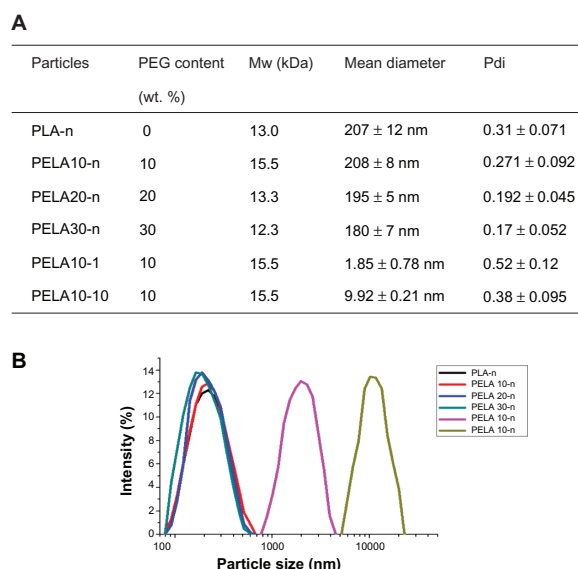 A
Particles PEG content Mw (kDa) Mean diameter Pdi
(wt. %)
PLA-n 0 13.0 207 ± 12 nm 0.31 ± 0.071
PELA10-n 10 15.5 208 ± 8 nm 0.271 ± 0.092
PELA20-n 20 13.3 195 ± 5 nm 0.192 ± 0.045
PELA30-n 30 12.3 180 ± 7 nm 0.17 ± 0.052
PELA10-1 10 15.5 1.85 ± 0.78 nm 0.52 ± 0.12
PELA10-10 10 15.5 9.92 ± 0.21 nm 0.38 ± 0.095
B
Intensity (%)
14
12
10
8
6
4
2
0
100 1000 10000
Particle size (nm)
PLA-n
PELA 10-n
PELA 20-n
PELA 30-n
PELA 10-n
PELA 10-n